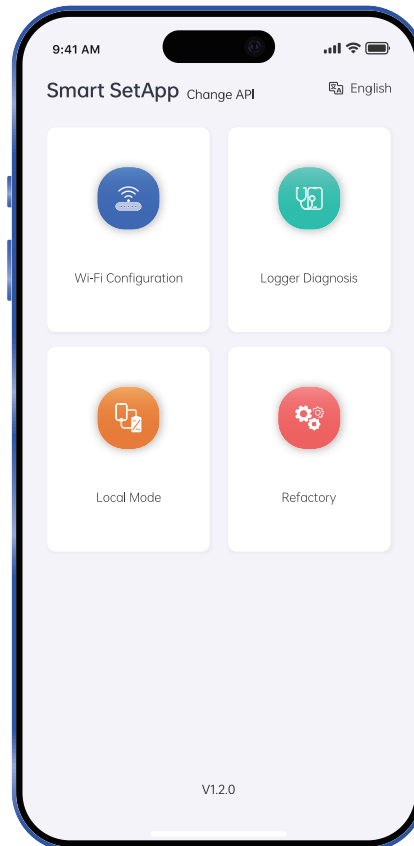 9:41 AM
Smart SetApp Change API English
Wi-Fi Configuration Logger Diagnosis
Local Mode Refactory
V1.2.0